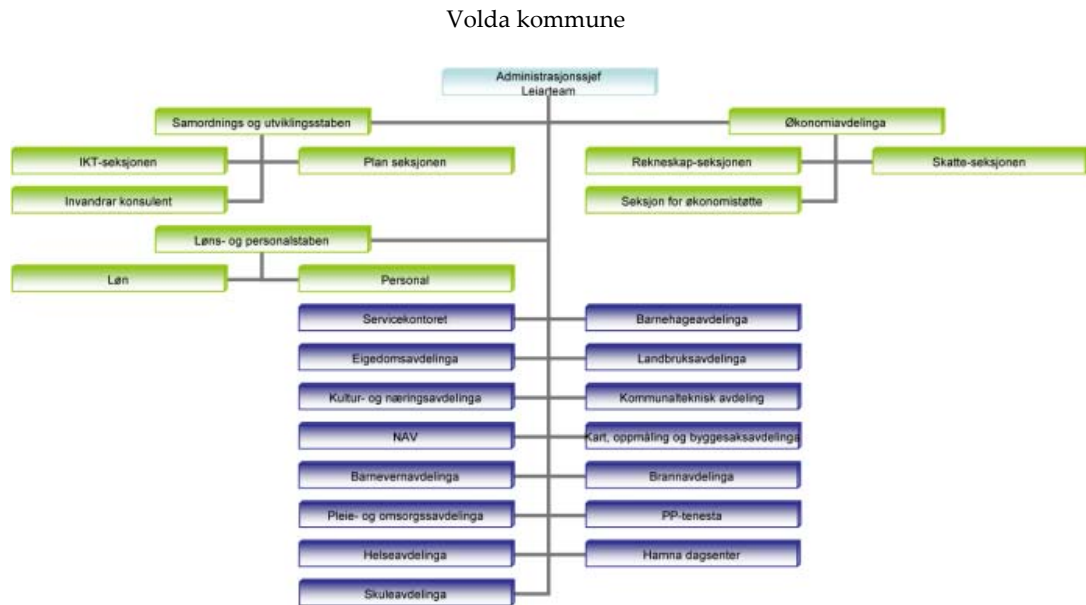 Volda kommune
Administrasjonssjef
Leiarteam
Samordnings og utviklingsstaben
Økonomiavdelinga
IKT-seksjonen
Plan seksjonen
Rekneskap-seksjonen
Skatte-seksjonen
Invandrar konsulent
Seksjon for økonomistøtte
Løns- og personalstaben
Løn
Personal
Servicekontoret
Barnehageavdelinga
Eigedomsavdelinga
Landbruksavdelinga
Kultur- og næringsavdelinga
Kommunalteknisk avdeling
NAV
Kart, oppmåling og byggesaksavdelinga
Barnevernavdelinga
Brannavdelinga
Pleie- og omsorgssavdelinga
PP-tenesta
Helseavdelinga
Hamna dagsenter
Skuleavdelinga